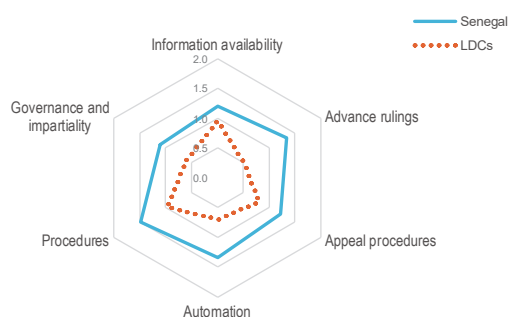 Senegal
LDCs
Information availability
2.0
1.5
1.0
0.5
0.0
Governance and
impartiality
Advance rulings
Procedures
Appeal procedures
Automation